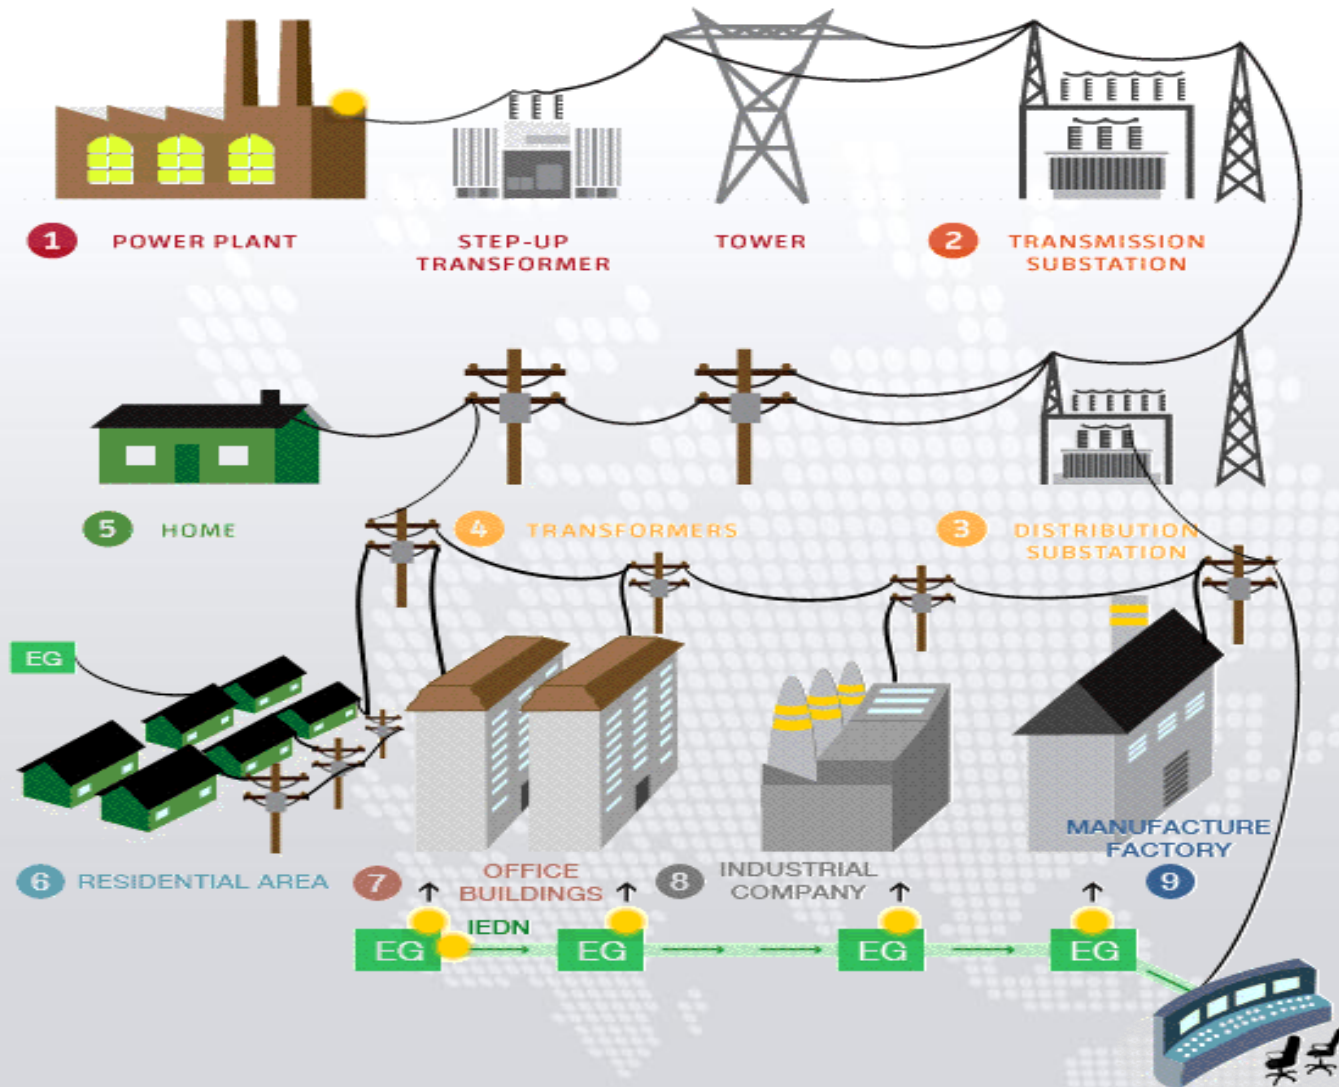 1 POWER PLANT
STEP-UP
TRANSFORMER
TOWER
2 TRANSMISSION
SUBSTATION
5 HOME
4 TRANSFORMERS
3 DISTRIBUTION
SUBSTATION
EG
6 RESIDENTIAL AREA
7 OFFICE
BUILDINGS
8 INDUSTRIAL
COMPANY
MANUFACTURE
FACTORY
9
IEDN
EG
EG
EG
EG